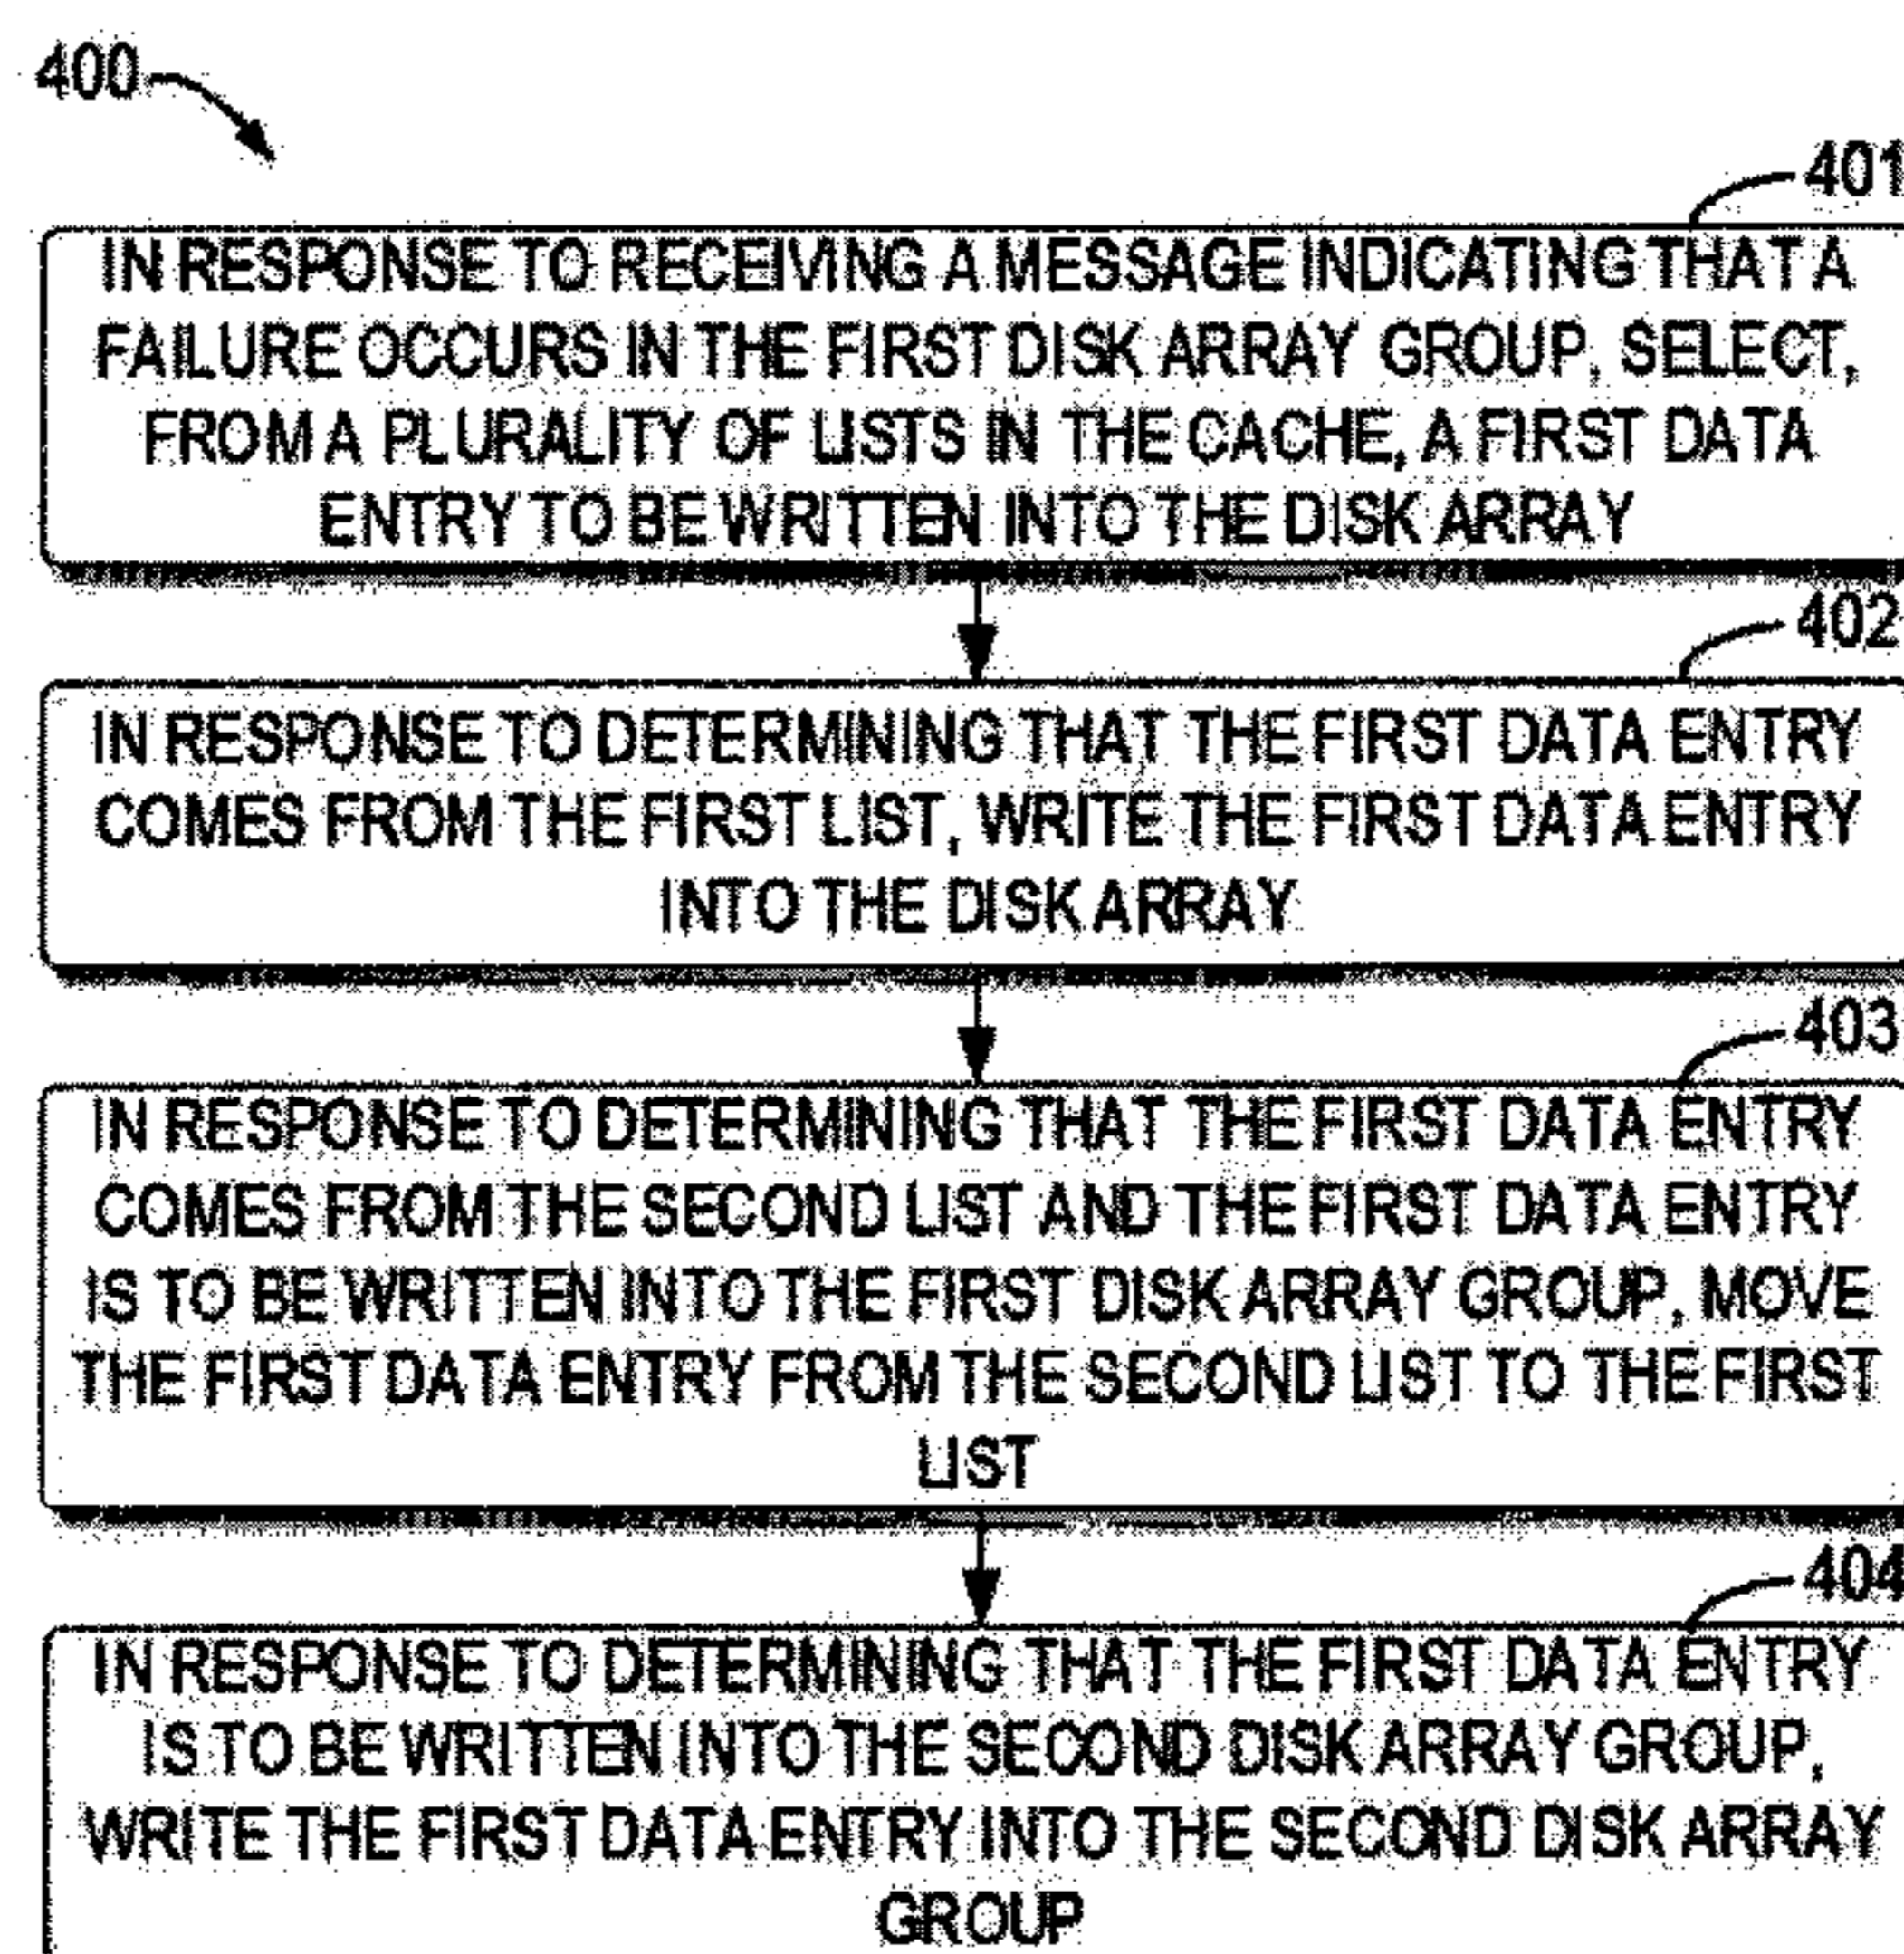 400
401
IN RESPONSE TO RECEIVING A MESSAGE INDICATING THAT A
FAILURE OCCURS IN THE FIRST DISK ARRAY GROUP, SELECT,
FROM A PLURALITY OF LISTS IN THE CACHE, A FIRST DATA
ENTRY TO BE WRITTEN INTO THE DISK ARRAY
402
IN RESPONSE TO DETERMINING THAT THE FIRST DATA ENTRY
COMES FROM THE FIRST LIST, WRITE THE FIRST DATA ENTRY
INTO THE DISK ARRAY
403
IN RESPONSE TO DETERMINING THAT THE FIRST DATA ENTRY
COMES FROM THE SECOND LIST AND THE FIRST DATA ENTRY
IS TO BE WRITTEN INTO THE FIRST DISK ARRAY GROUP, MOVE
THE FIRST DATA ENTRY FROM THE SECOND LIST TO THE FIRST
LIST
404
IN RESPONSE TO DETERMINING THAT THE FIRST DATA ENTRY
IS TO BE WRITTEN INTO THE SECOND DISK ARRAY GROUP,
WRITE THE FIRST DATA ENTRY INTO THE SECOND DISK ARRAY
GROUP